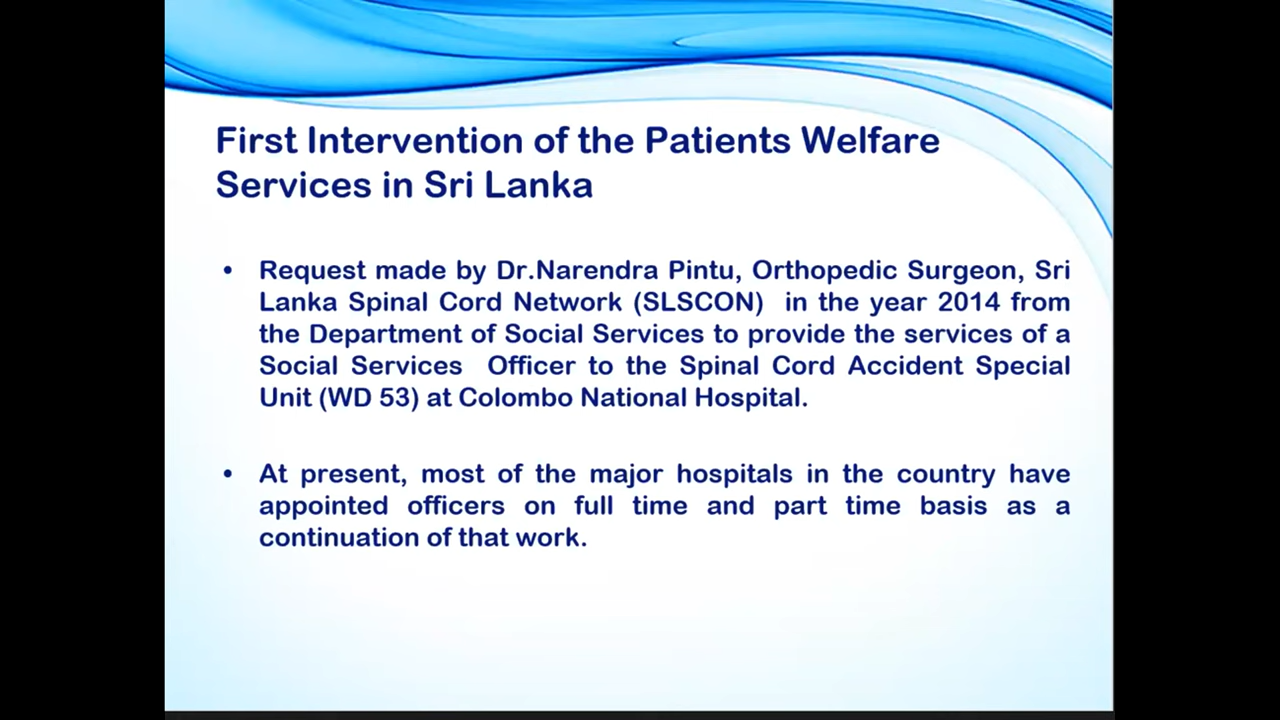 First Intervention of the Patients Welfare
Services in Sri Lanka
• Request made by Dr.Narendra Pintu, Orthopedic Surgeon, Sri
Lanka Spinal Cord Network (SLSCON) in the year 2014 from
the Department of Social Services to provide the services of a
Social Services Officer to the Spinal Cord Accident Special
Unit (WD 53) at Colombo National Hospital.
• At present, most of the major hospitals in the country have
appointed officers on full time and part time basis as a
continuation of that work.